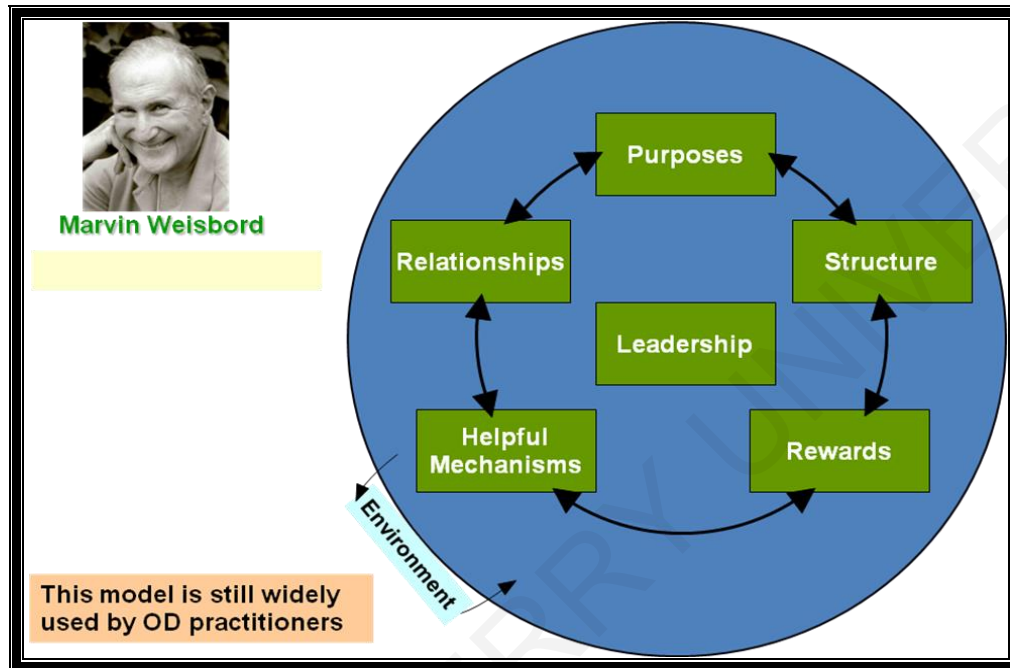 Marvin Weisbord
Purposes
Relationships
Structure
Leadership
Helpful
Mechanisms
Rewards
Environment
This model is still widely
used by OD practitioners